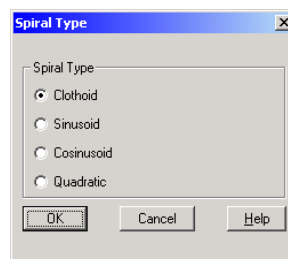 Spiral Type
Spiral Type
Clothoid
Sinusoid
Cosinusoid
Quadratic
OK Cancel Help